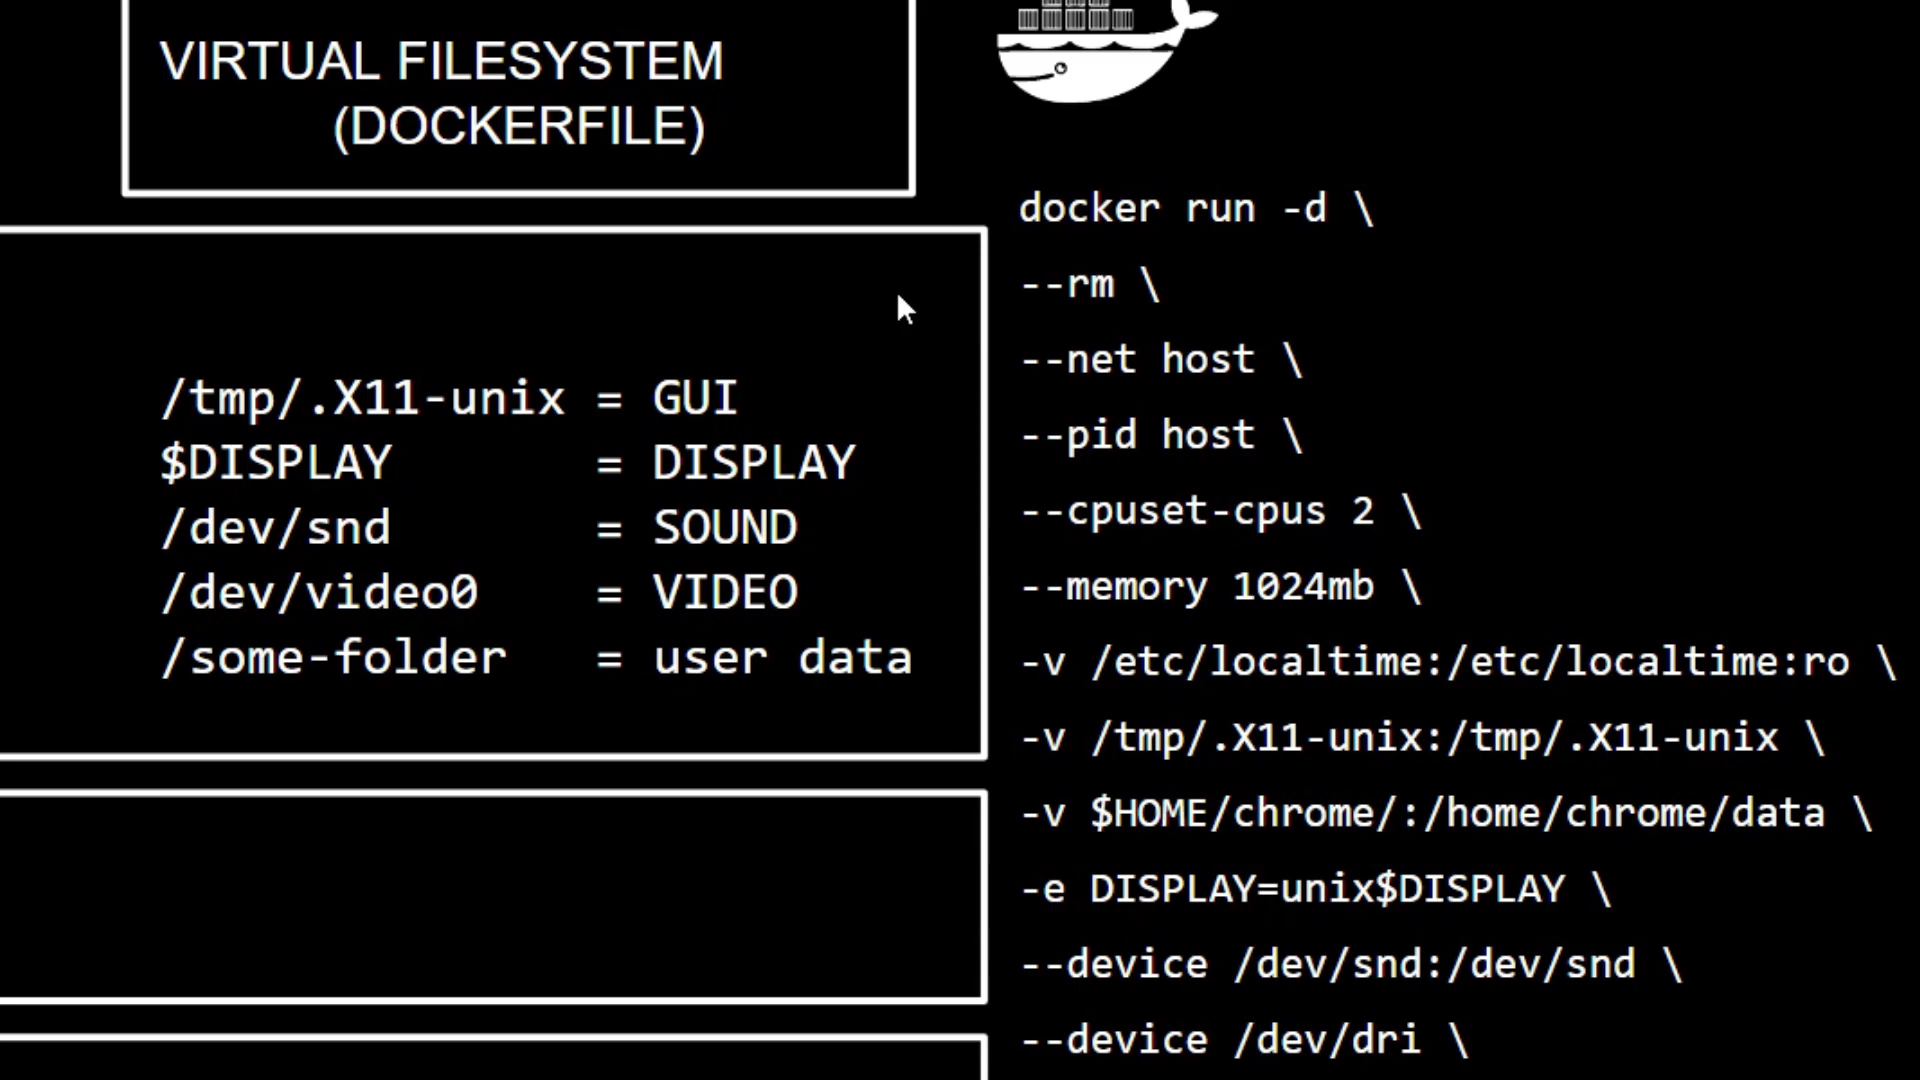 VIRTUAL FILESYSTEM
(DOCKERFILE)
/tmp/.X11-unix = GUI
$DISPLAY = DISPLAY
/dev/snd = SOUND
/dev/video0 = VIDEO
/some-folder = user data
docker run -d \
--rm \
--net host \
--pid host \
--cpuset-cpus 2 \
--memory 1024mb \
-v /etc/localtime:/etc/localtime:ro \
-v /tmp/.X11-unix:/tmp/.X11-unix \
-v $HOME/chrome/:/home/chrome/data \
-e DISPLAY=unix$DISPLAY \
--device /dev/snd:/dev/snd \
--device /dev/dri \